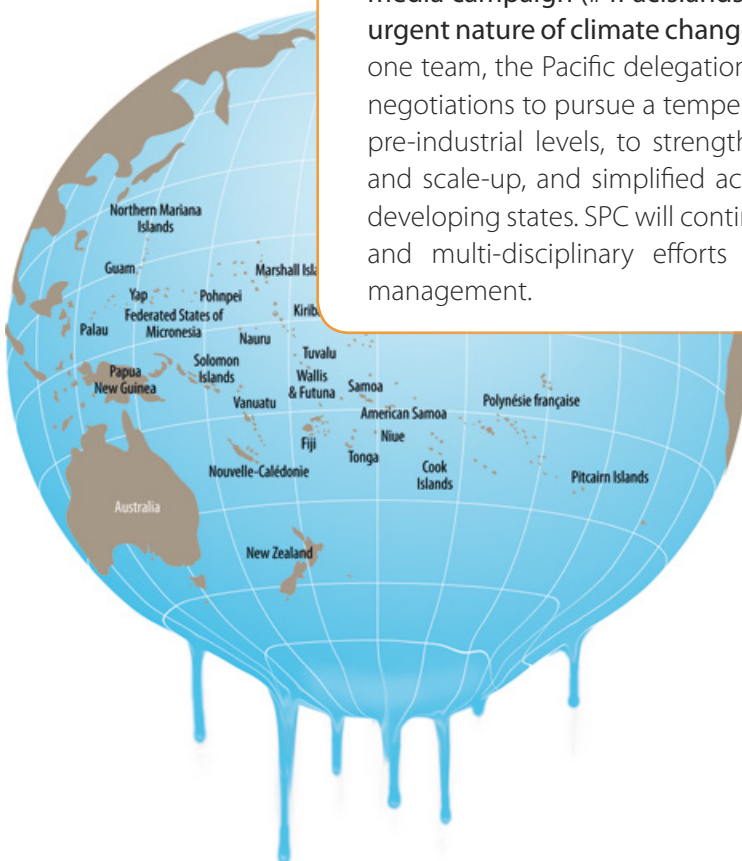 media campaign
urgent nature of climate chang
one team, the Pacific delegation
negotiations to pursue a tempe
pre-industrial levels, to strength
and scale-up, and simplified ac
developing states. SPC will contin
and multi-disciplinary efforts
management.
Northern Mariana
Islands
Guam
Marshall Isla
Yap
Pohnpei
Federated States of
Micronesia
Kirib
Palau
Nauru
Tuvalu
Solomon
Islands
Papua
New Guinea
Wallis
& Futuna
Samoa
Vanuatu
American Samoa
Polynésie française
Fiji
Niue
Tonga
Nouvelle-Calédonie
Cook
Islands
Pitcairn Islands
Australia
New Zealand